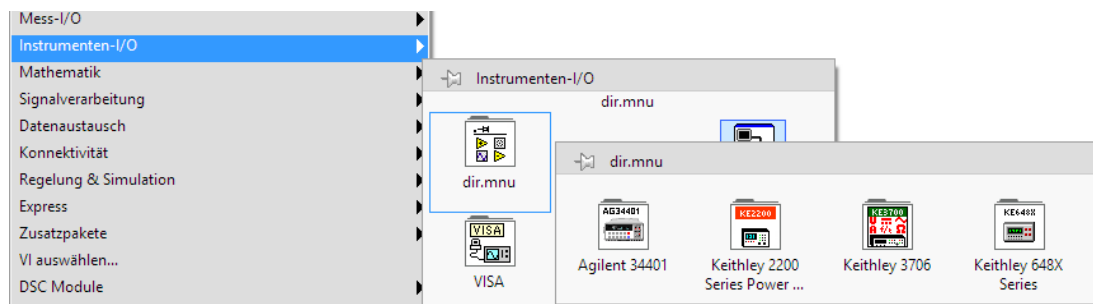 Mess-I/O
Instrumenten-I/O
Mathematik
Signalverarbeitung
Datenaustausch
Konnektivität
Regelung & Simulation
Express
Zusatzpakete
VI auswählen...
DSC Module
Instrumenten-I/O
dir.mnu
dir.mnu
VISA
VISA
dir.mnu
AG34401
KE2200
KE3700
KE648X
Agilent 34401
Keithley 2200
Series Power ...
Keithley 3706
Keithley 648X
Series